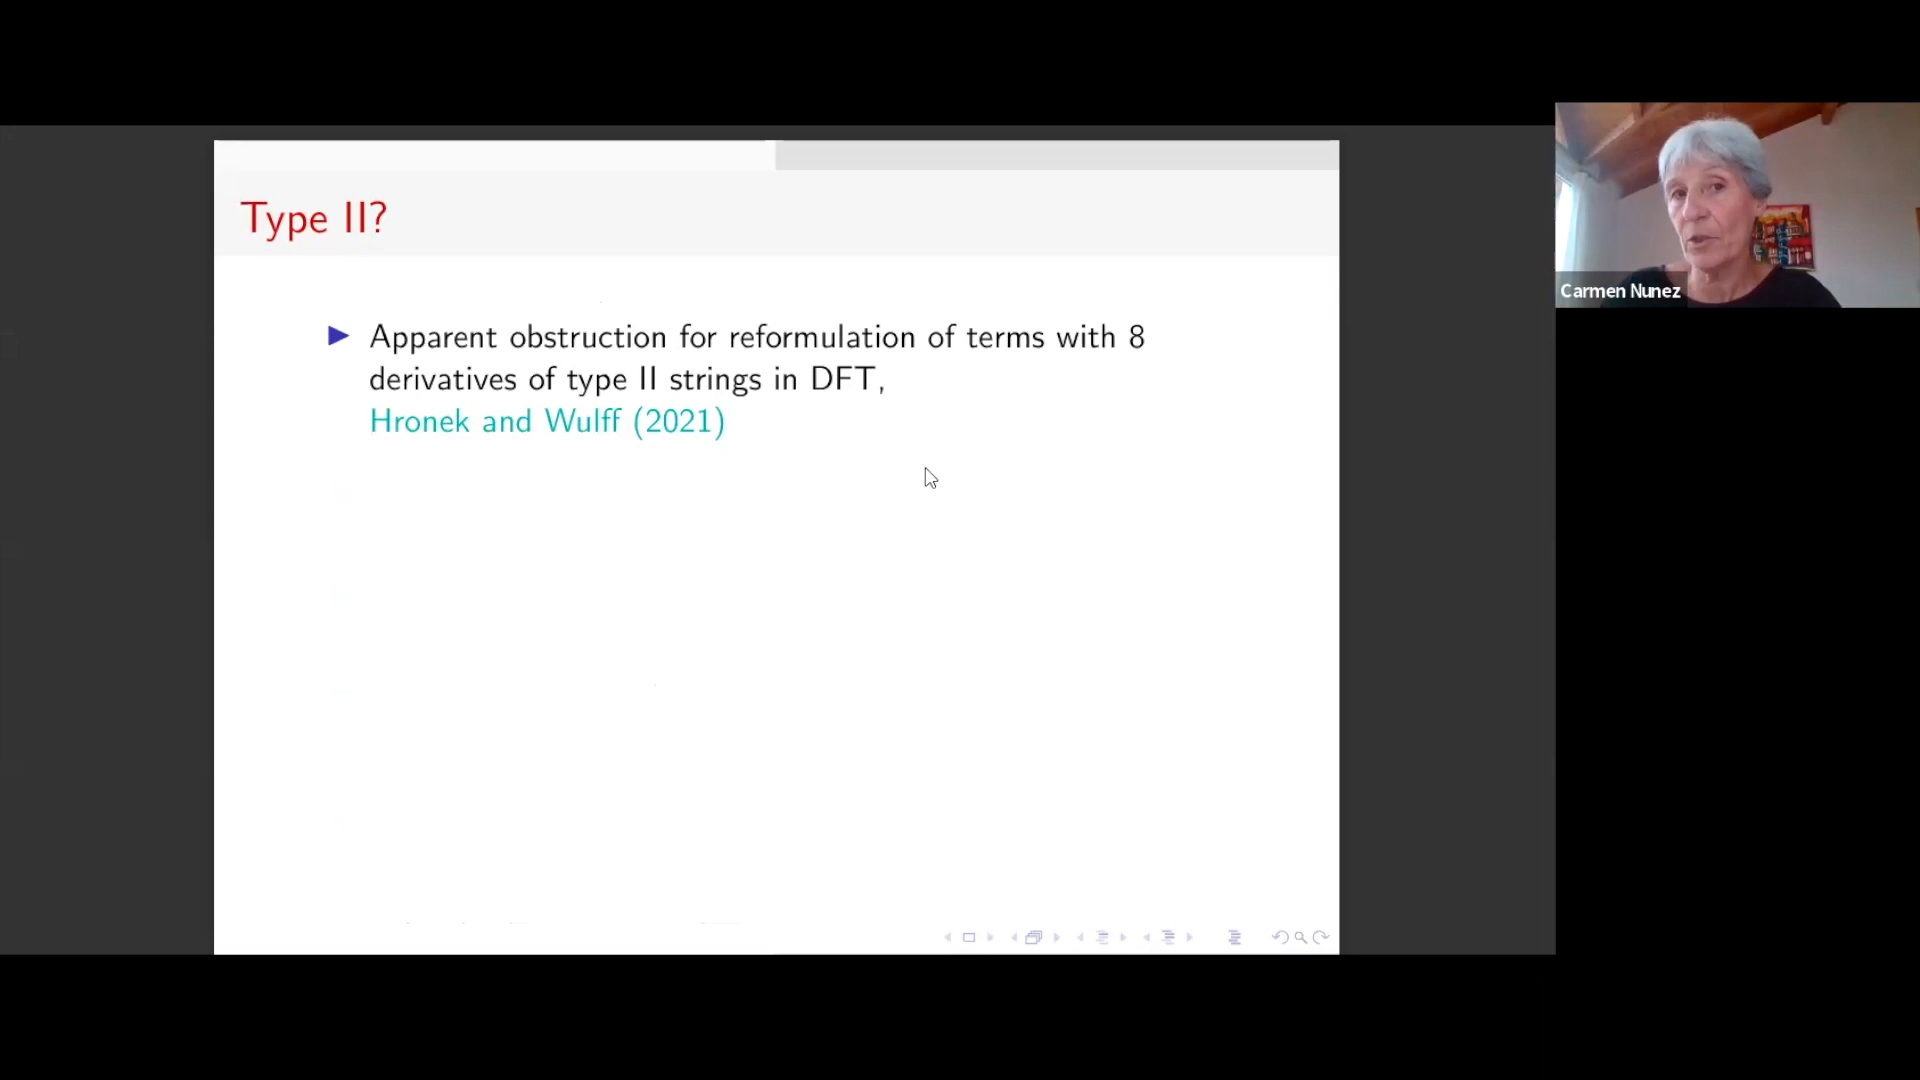 Type II?
Apparent obstruction for reformulation of terms with 8
derivatives of type II strings in DFT,
Hronek and Wulff (2021)
Carmen Nunez